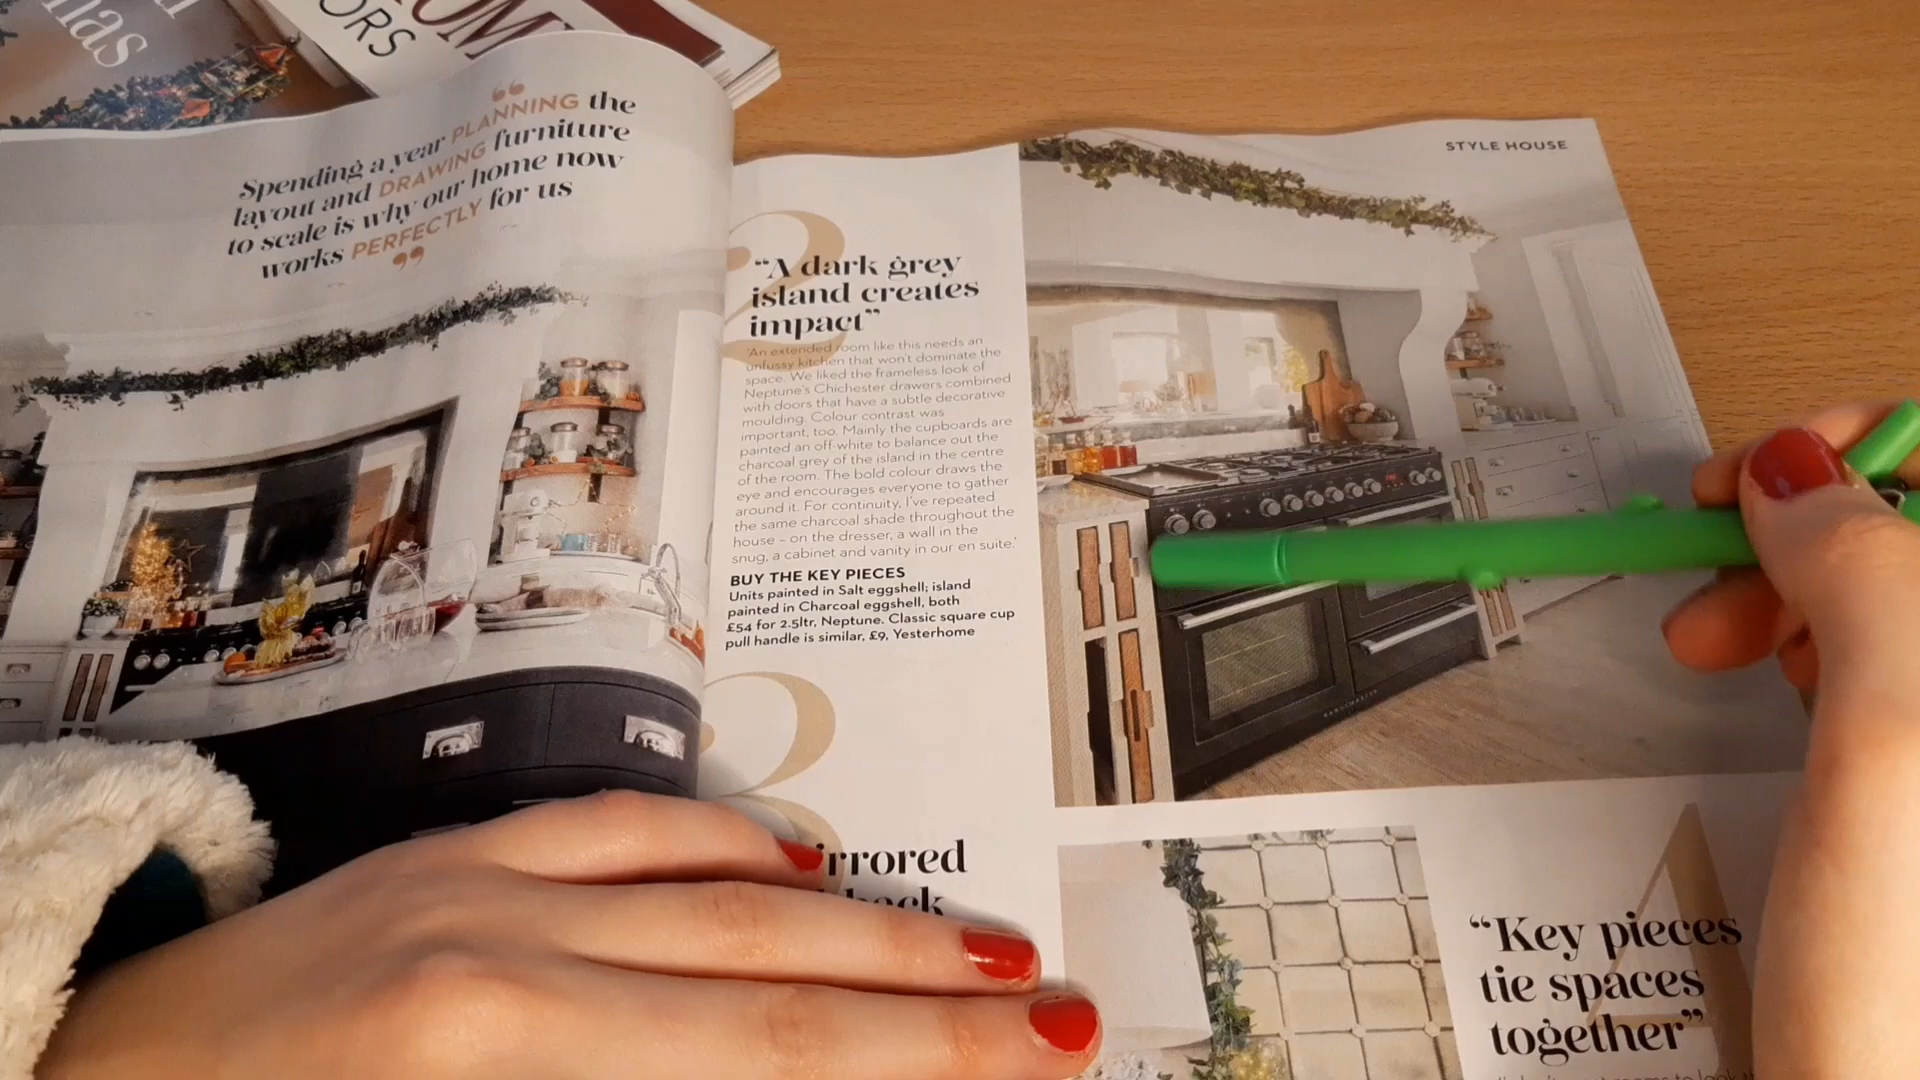 mas
ORS
“
Spending a year PLANNING the
layout and DRAWING furniture
to scale is why our home now
works PERFECTLY for us
”
STYLE HOUSE
2
“A dark grey
island creates
impact”
‘An extended room like this needs an
unfussy kitchen that won’t dominate the
space. We liked the frameless look of
Neptune’s Chichester drawers combined
with doors that have a subtle decorative
moulding. Colour contrast was
important, too. Mainly the cupboards are
painted an off-white to balance out the
charcoal grey of the island in the centre
of the room. The bold colour draws the
eye and encourages everyone to gather
around it. For continuity, I’ve repeated
the same charcoal shade throughout the
house – on the dresser, a wall in the
snug, a cabinet and vanity in our en suite.’
BUY THE KEY PIECES
Units painted in Salt eggshell; island
painted in Charcoal eggshell, both
£54 for 2.5ltr, Neptune. Classic square cup
pull handle is similar, £9, Yesterhome
3
irrored
back
4
“Key pieces
tie spaces
together”